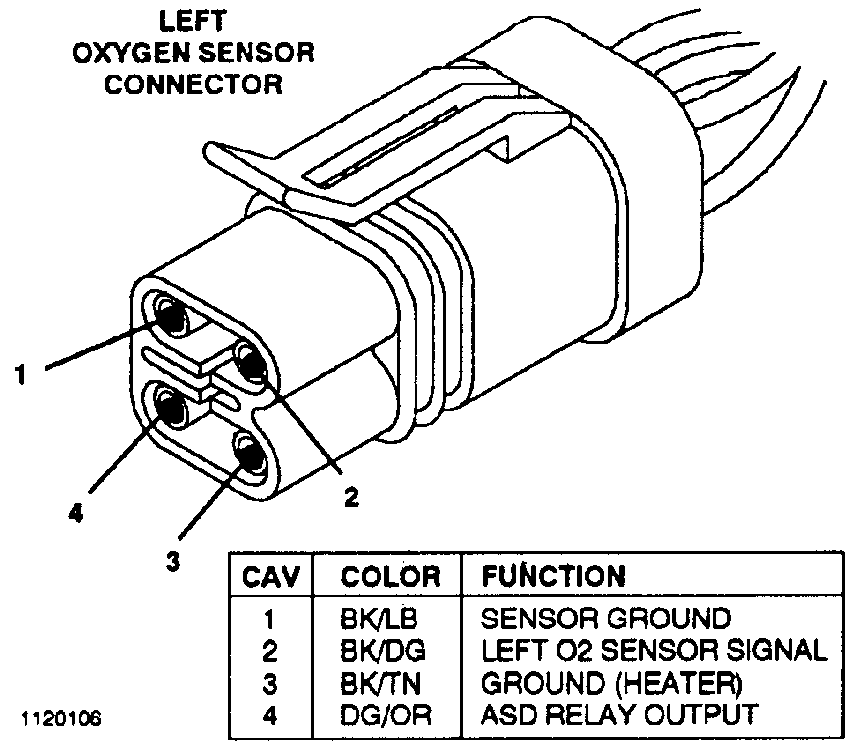 LEFT
OXYGEN SENSOR
CONNECTOR
1
2
4
3
CAV COLOR FUNCTION
1 BK/LB SENSOR GROUND
2 BK/DG LEFT O2 SENSOR SIGNAL
3 BK/TN GROUND (HEATER)
4 DG/OR ASD RELAY OUTPUT
1120106